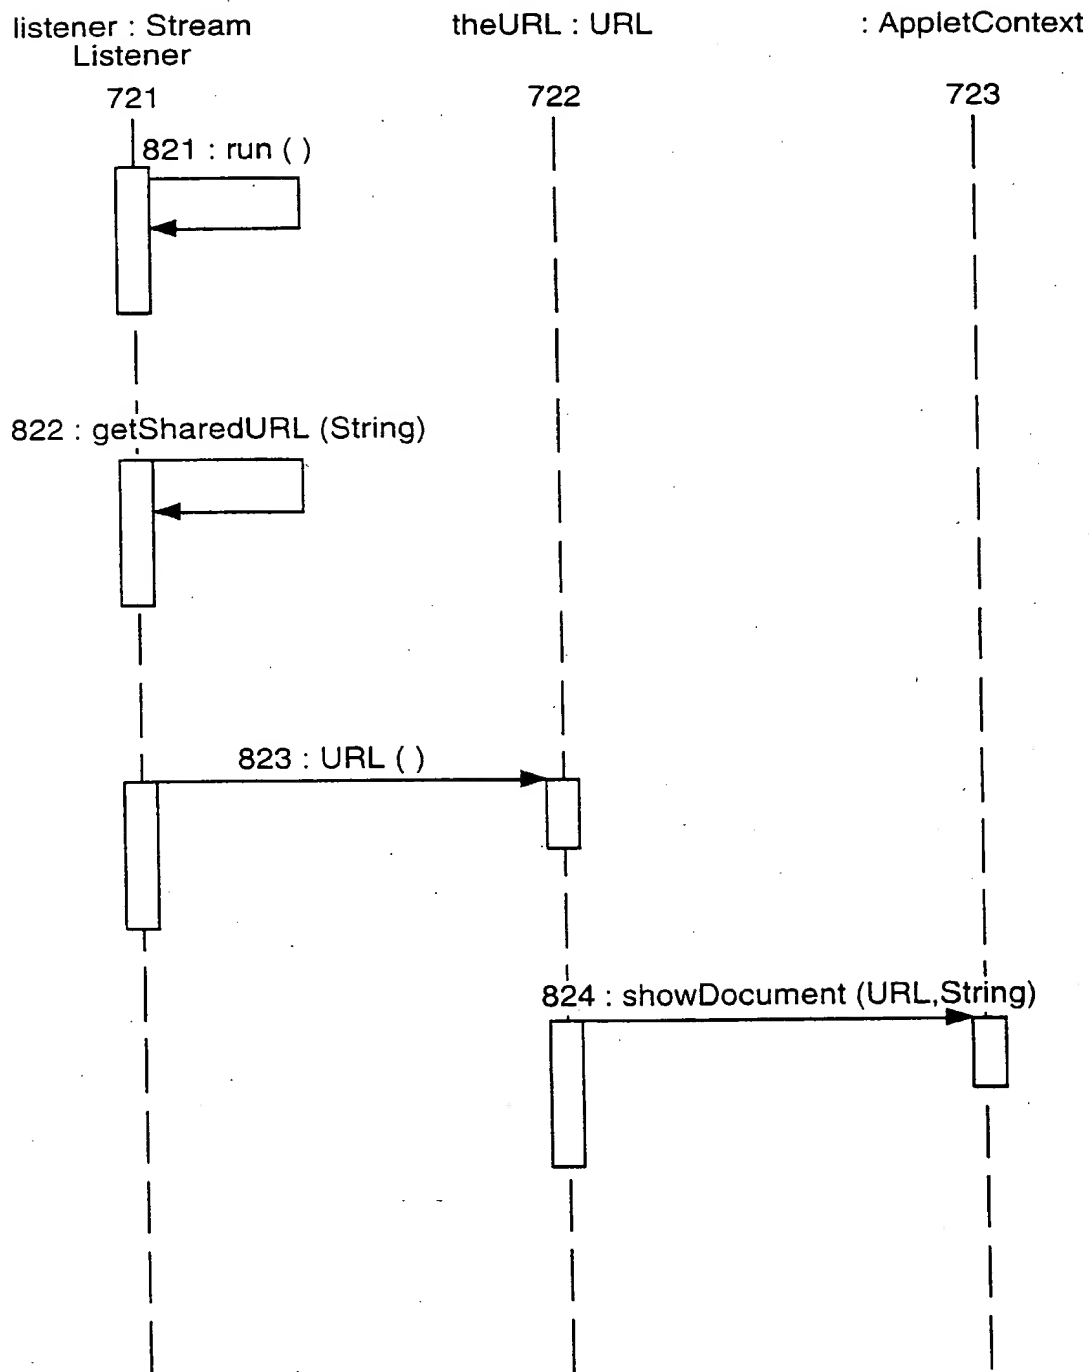 listener : Stream
Listener
theURL : URL
: AppletContext
721
722
723
821 : run ( )
822 : getSharedURL (String)
823 : URL ( )
824 : showDocument (URL,String)